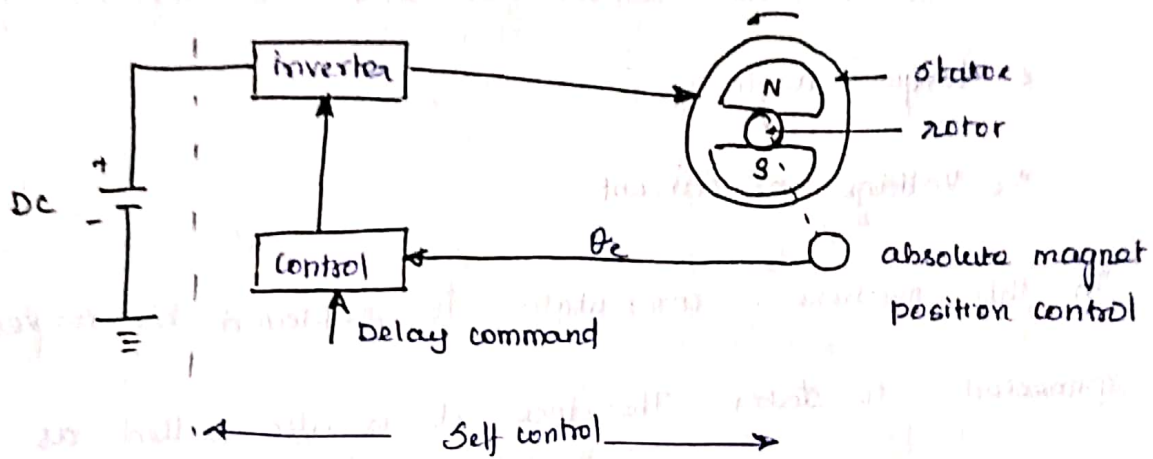 inverter
N
stator
rotor
S
+
DC
-
θe
control
absolute magnet
position control
Delay command
Self control